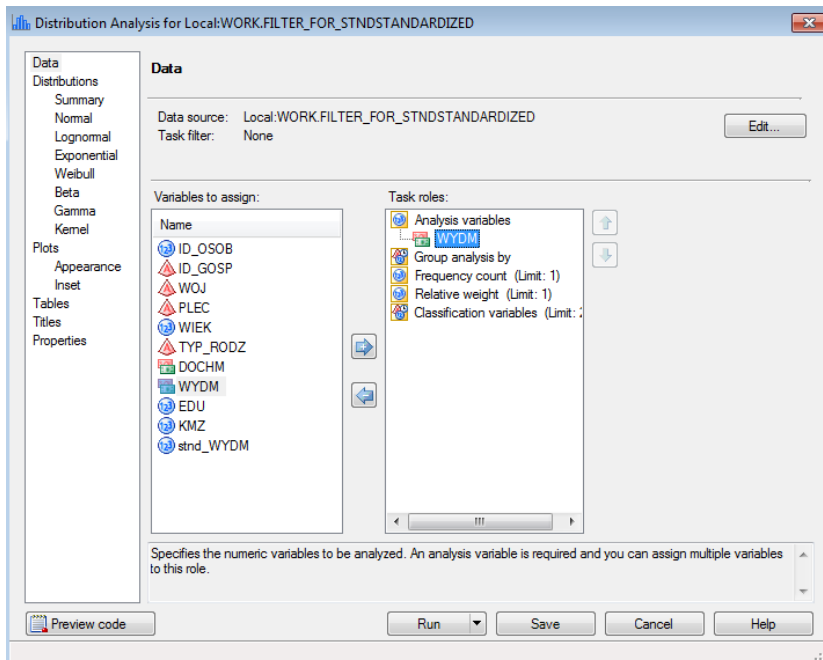 Distribution Analysis for Local:WORK.FILTER_FOR_STNDSTANDARDIZED
Data
Distributions
Summary
Normal
Lognormal
Exponential
Weibull
Beta
Gamma
Kernel
Plots
Appearance
Inset
Tables
Titles
Properties
Data
Data source: Local:WORK.FILTER_FOR_STNDSTANDARDIZED
Task filter: None
Edit...
Variables to assign:
Name
ID_OSOB
ID_GOSP
WOJ
PLEC
WIEK
TYP_RODZ
DOCHM
WYDM
EDU
KMZ
stnd_WYDM
Task roles:
Analysis variables
WYDM
Group analysis by
Frequency count (Limit: 1)
Relative weight (Limit: 1)
Classification variables (Limit:
Specifies the numeric variables to be analyzed. An analysis variable is required and you can assign multiple variables
to this role.
Preview code
Run
Save
Cancel
Help